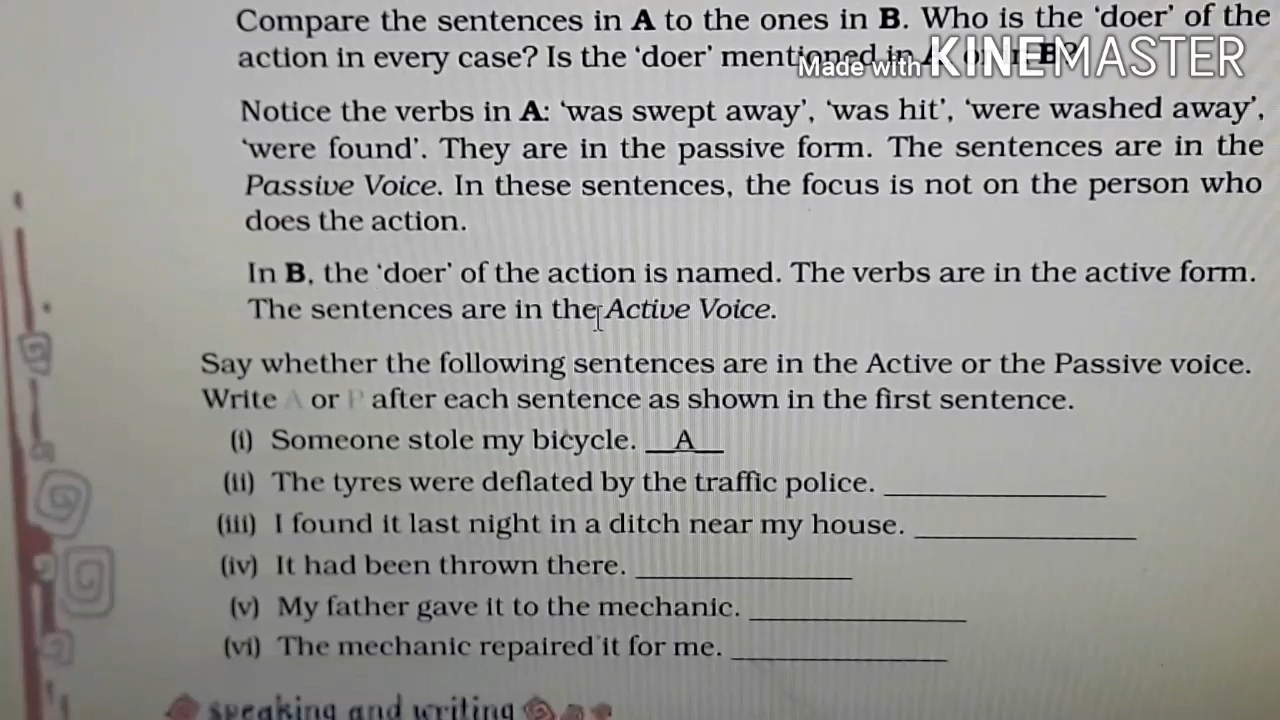 Compare the sentences in A to the ones in B. Who is the ‘doer’ of the
action in every case? Is the ‘doer’ mentioned in A or in B?
Made with KINEMASTER
Notice the verbs in A: ‘was swept away’, ‘was hit’, ‘were washed away’,
‘were found’. They are in the passive form. The sentences are in the
Passive Voice. In these sentences, the focus is not on the person who
does the action.
In B, the ‘doer’ of the action is named. The verbs are in the active form.
The sentences are in the Active Voice.
Say whether the following sentences are in the Active or the Passive voice.
Write A or P after each sentence as shown in the first sentence.
(i) Someone stole my bicycle. __A__
(ii) The tyres were deflated by the traffic police. ____________
(iii) I found it last night in a ditch near my house. ____________
(iv) It had been thrown there. ____________
(v) My father gave it to the mechanic. ____________
(vi) The mechanic repaired it for me. ____________
speaking and writing